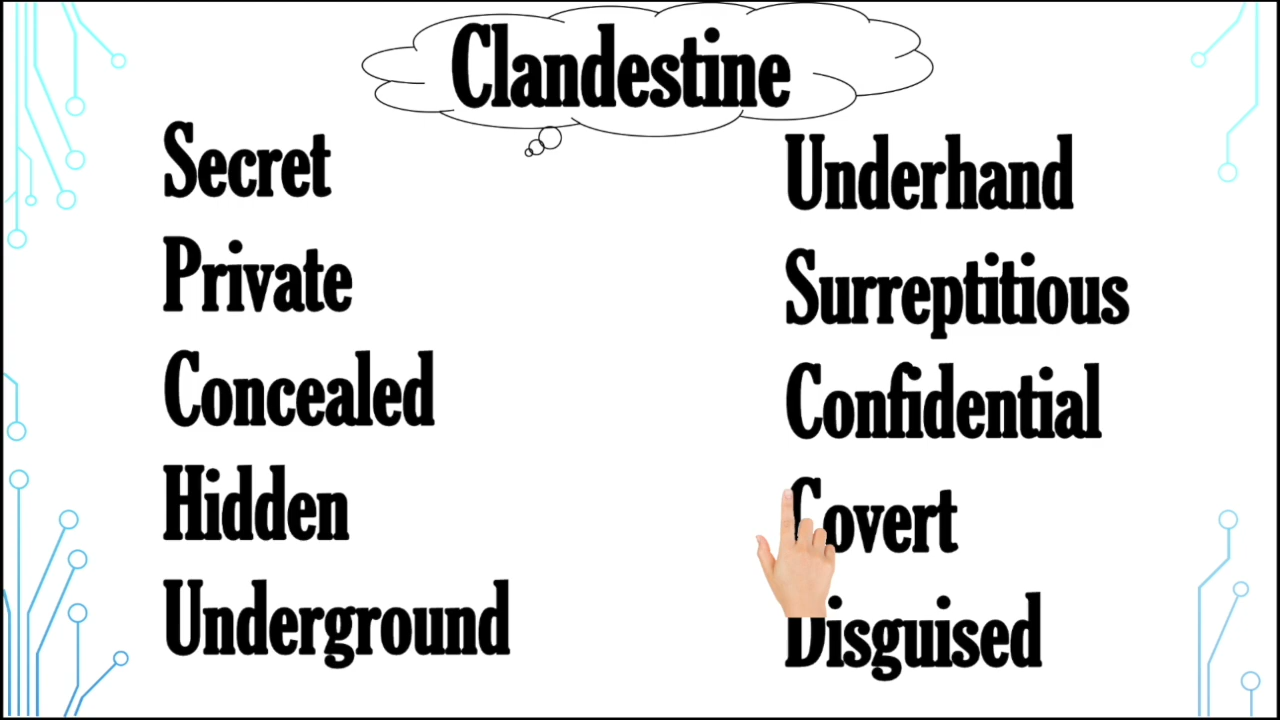 Clandestine
Secret
Private
Concealed
Hidden
Underground
Underhand
Surreptitious
Confidential
Covert
Disguised